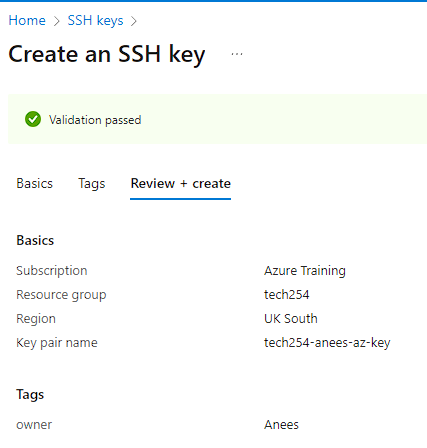 Home > SSH keys >
Create an SSH key ...
Validation passed
Basics Tags Review + create
Basics
Subscription Azure Training
Resource group tech254
Region UK South
Key pair name tech254-anees-az-key
Tags
owner Anees